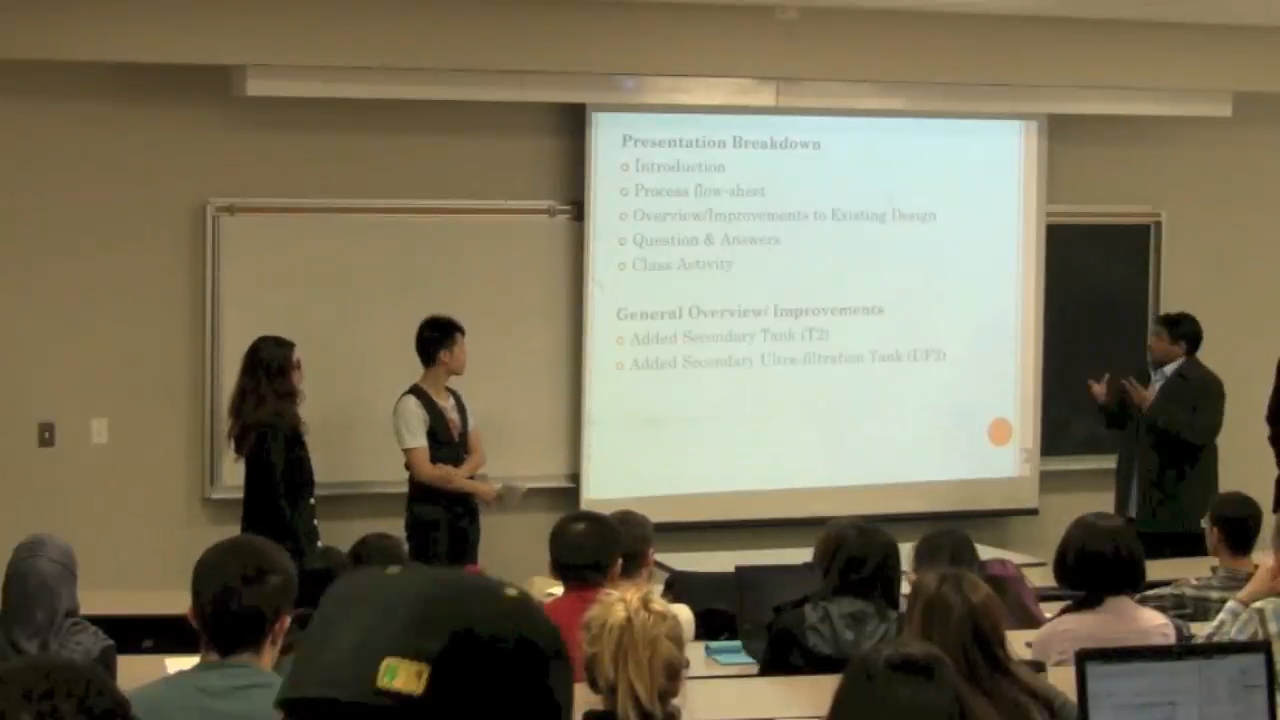 Presentation Breakdown
Introduction
Process flow-sheet
Overview/Improvements to Existing Design
Question & Answers
Class Activity
General Overview/ Improvements
Added Secondary Tank (T2)
Added Secondary Ultra-filtration Tank (UF2)